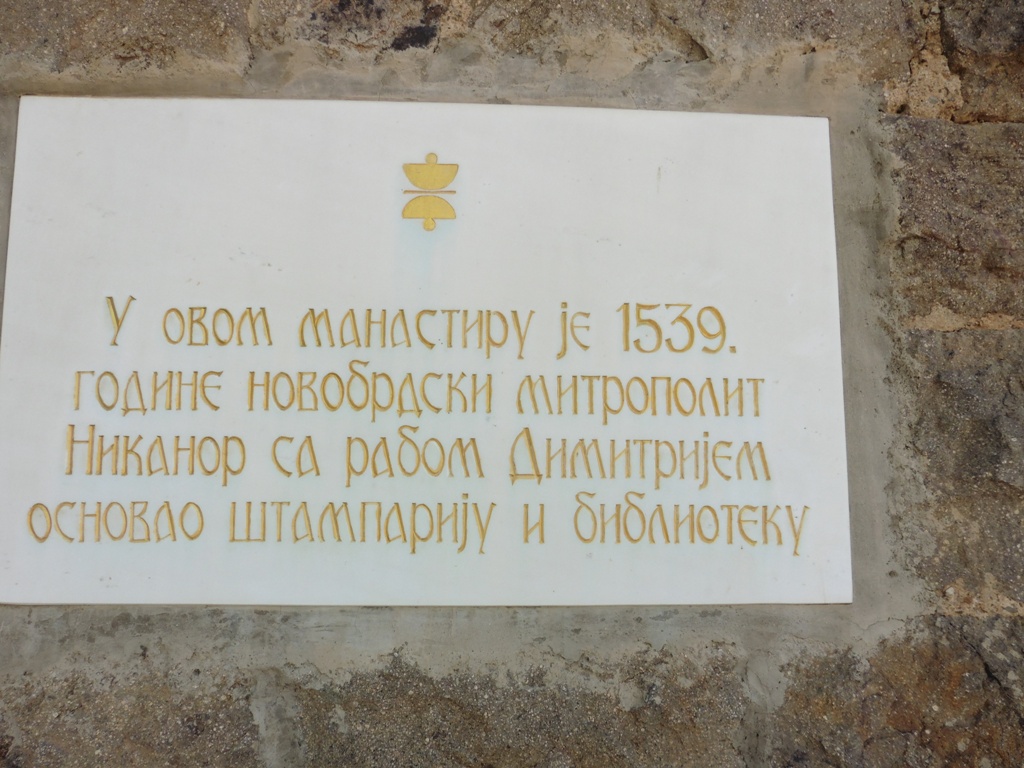 У овом манастиру је 1539.
године новобрдски митрополит
Никанор са рабом Димитријем
основао штампарију и библиотеку